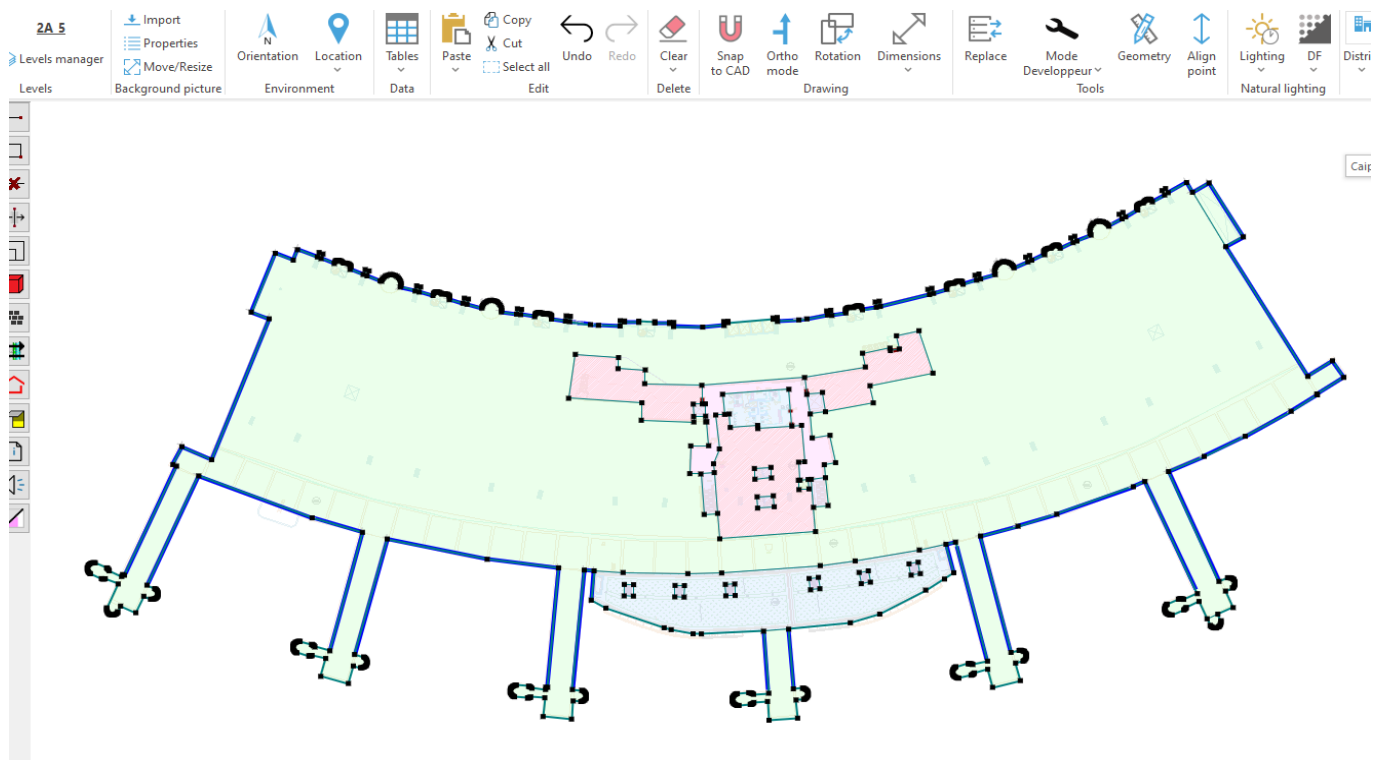 2A 5
Levels manager
Levels
Import
Properties
Move/Resize
Background picture
Orientation
Location
Environment
Tables
Data
Paste
Copy
Cut
Select all
Undo
Redo
Edit
Clear
Delete
Snap
to CAD
Ortho
mode
Rotation
Dimensions
Drawing
Replace
Mode
Developpeur
Geometry
Align
point
Tools
Lighting
DF
Natural lighting
Distri
Caip